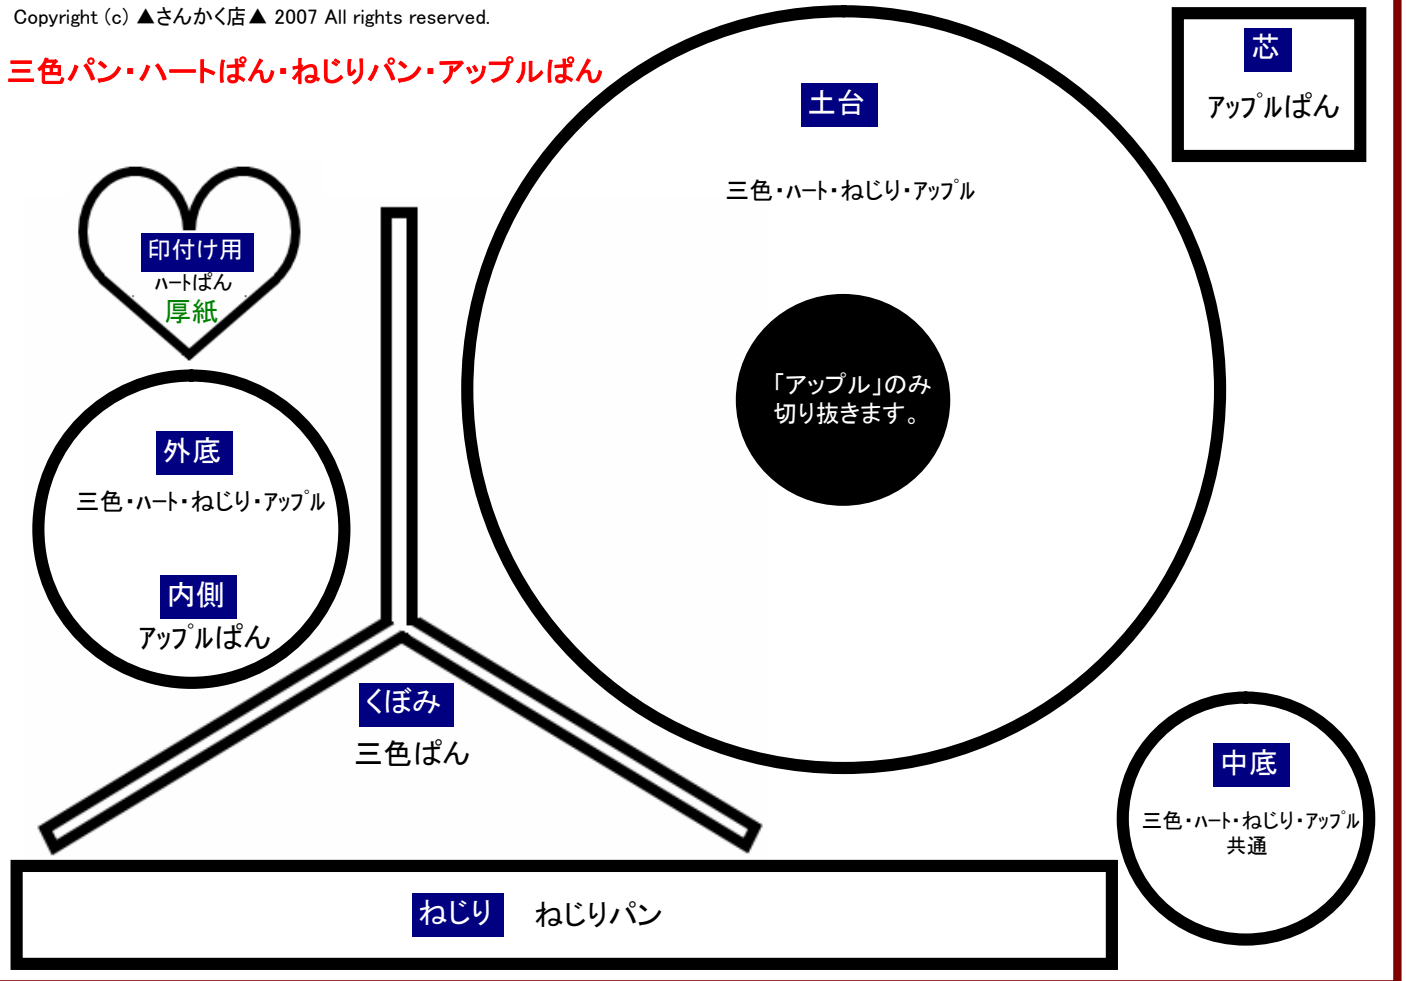 Copyright (c) ▲さんかく店▲ 2007 All rights reserved.
三色パン・ハートぱん・ねじりパン・アップルぱん
芯
アップルぱん
土台
三色・ハート・ねじり・アップル
印付け用
ハートぱん
厚紙
「アップル」のみ
切り抜きます。
外底
三色・ハート・ねじり・アップル
内側
アップルぱん
くぼみ
三色ぱん
中底
三色・ハート・ねじり・アップル
共通
ねじり ねじりパン